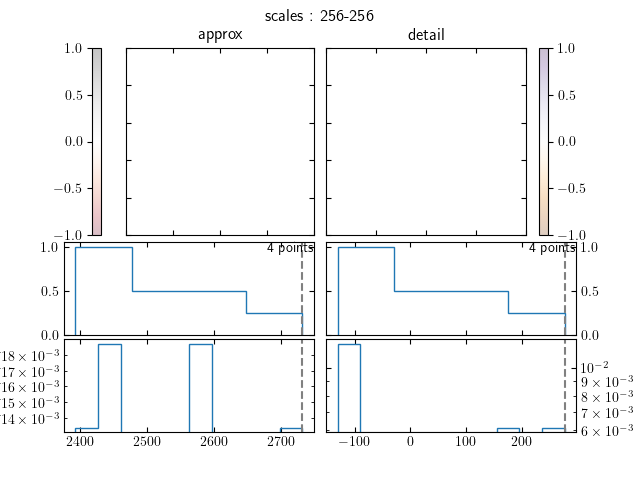 scales : 256-256
approx detail
1.0 1.0
0.5 0.5
0.0 0.0
−0.5 −0.5
−1.0 −1.0
4 points 4 points
1.0 1.0
0.5 0.5
0.0 0.0
18 × 10⁻³ 10⁻²
17 × 10⁻³ 9 × 10⁻³
16 × 10⁻³ 8 × 10⁻³
15 × 10⁻³ 7 × 10⁻³
14 × 10⁻³ 6 × 10⁻³
2400 2500 2600 2700 −100 0 100 200